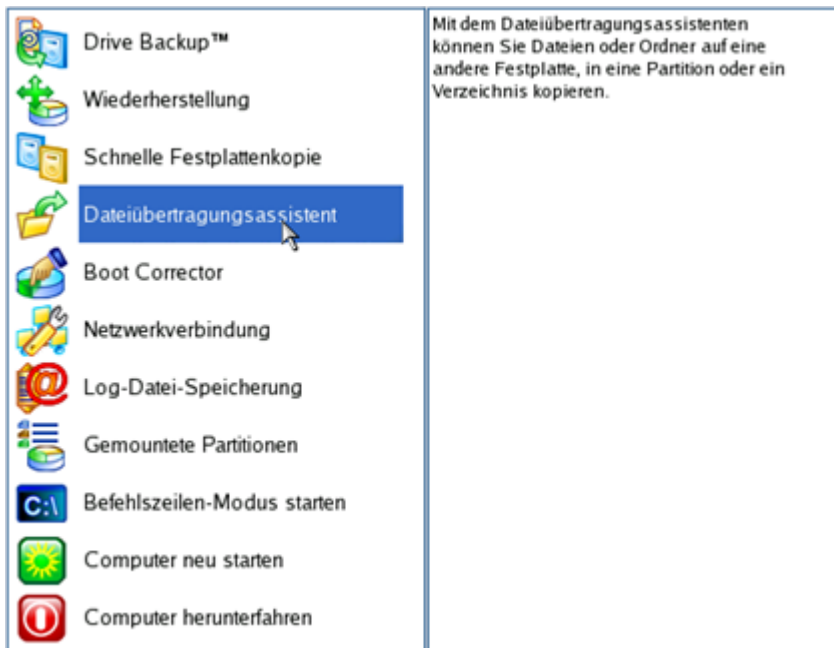 Drive Backup™
Wiederherstellung
Schnelle Festplattenkopie
Dateiübertragungsassistent
Boot Corrector
Netzwerkverbindung
Log-Datei-Speicherung
Gemountete Partitionen
C:\
Befehlszeilen-Modus starten
Computer neu starten
Computer herunterfahren
Mit dem Dateiübertragungsassistenten
können Sie Dateien oder Ordner auf eine
andere Festplatte, in eine Partition oder ein
Verzeichnis kopieren.